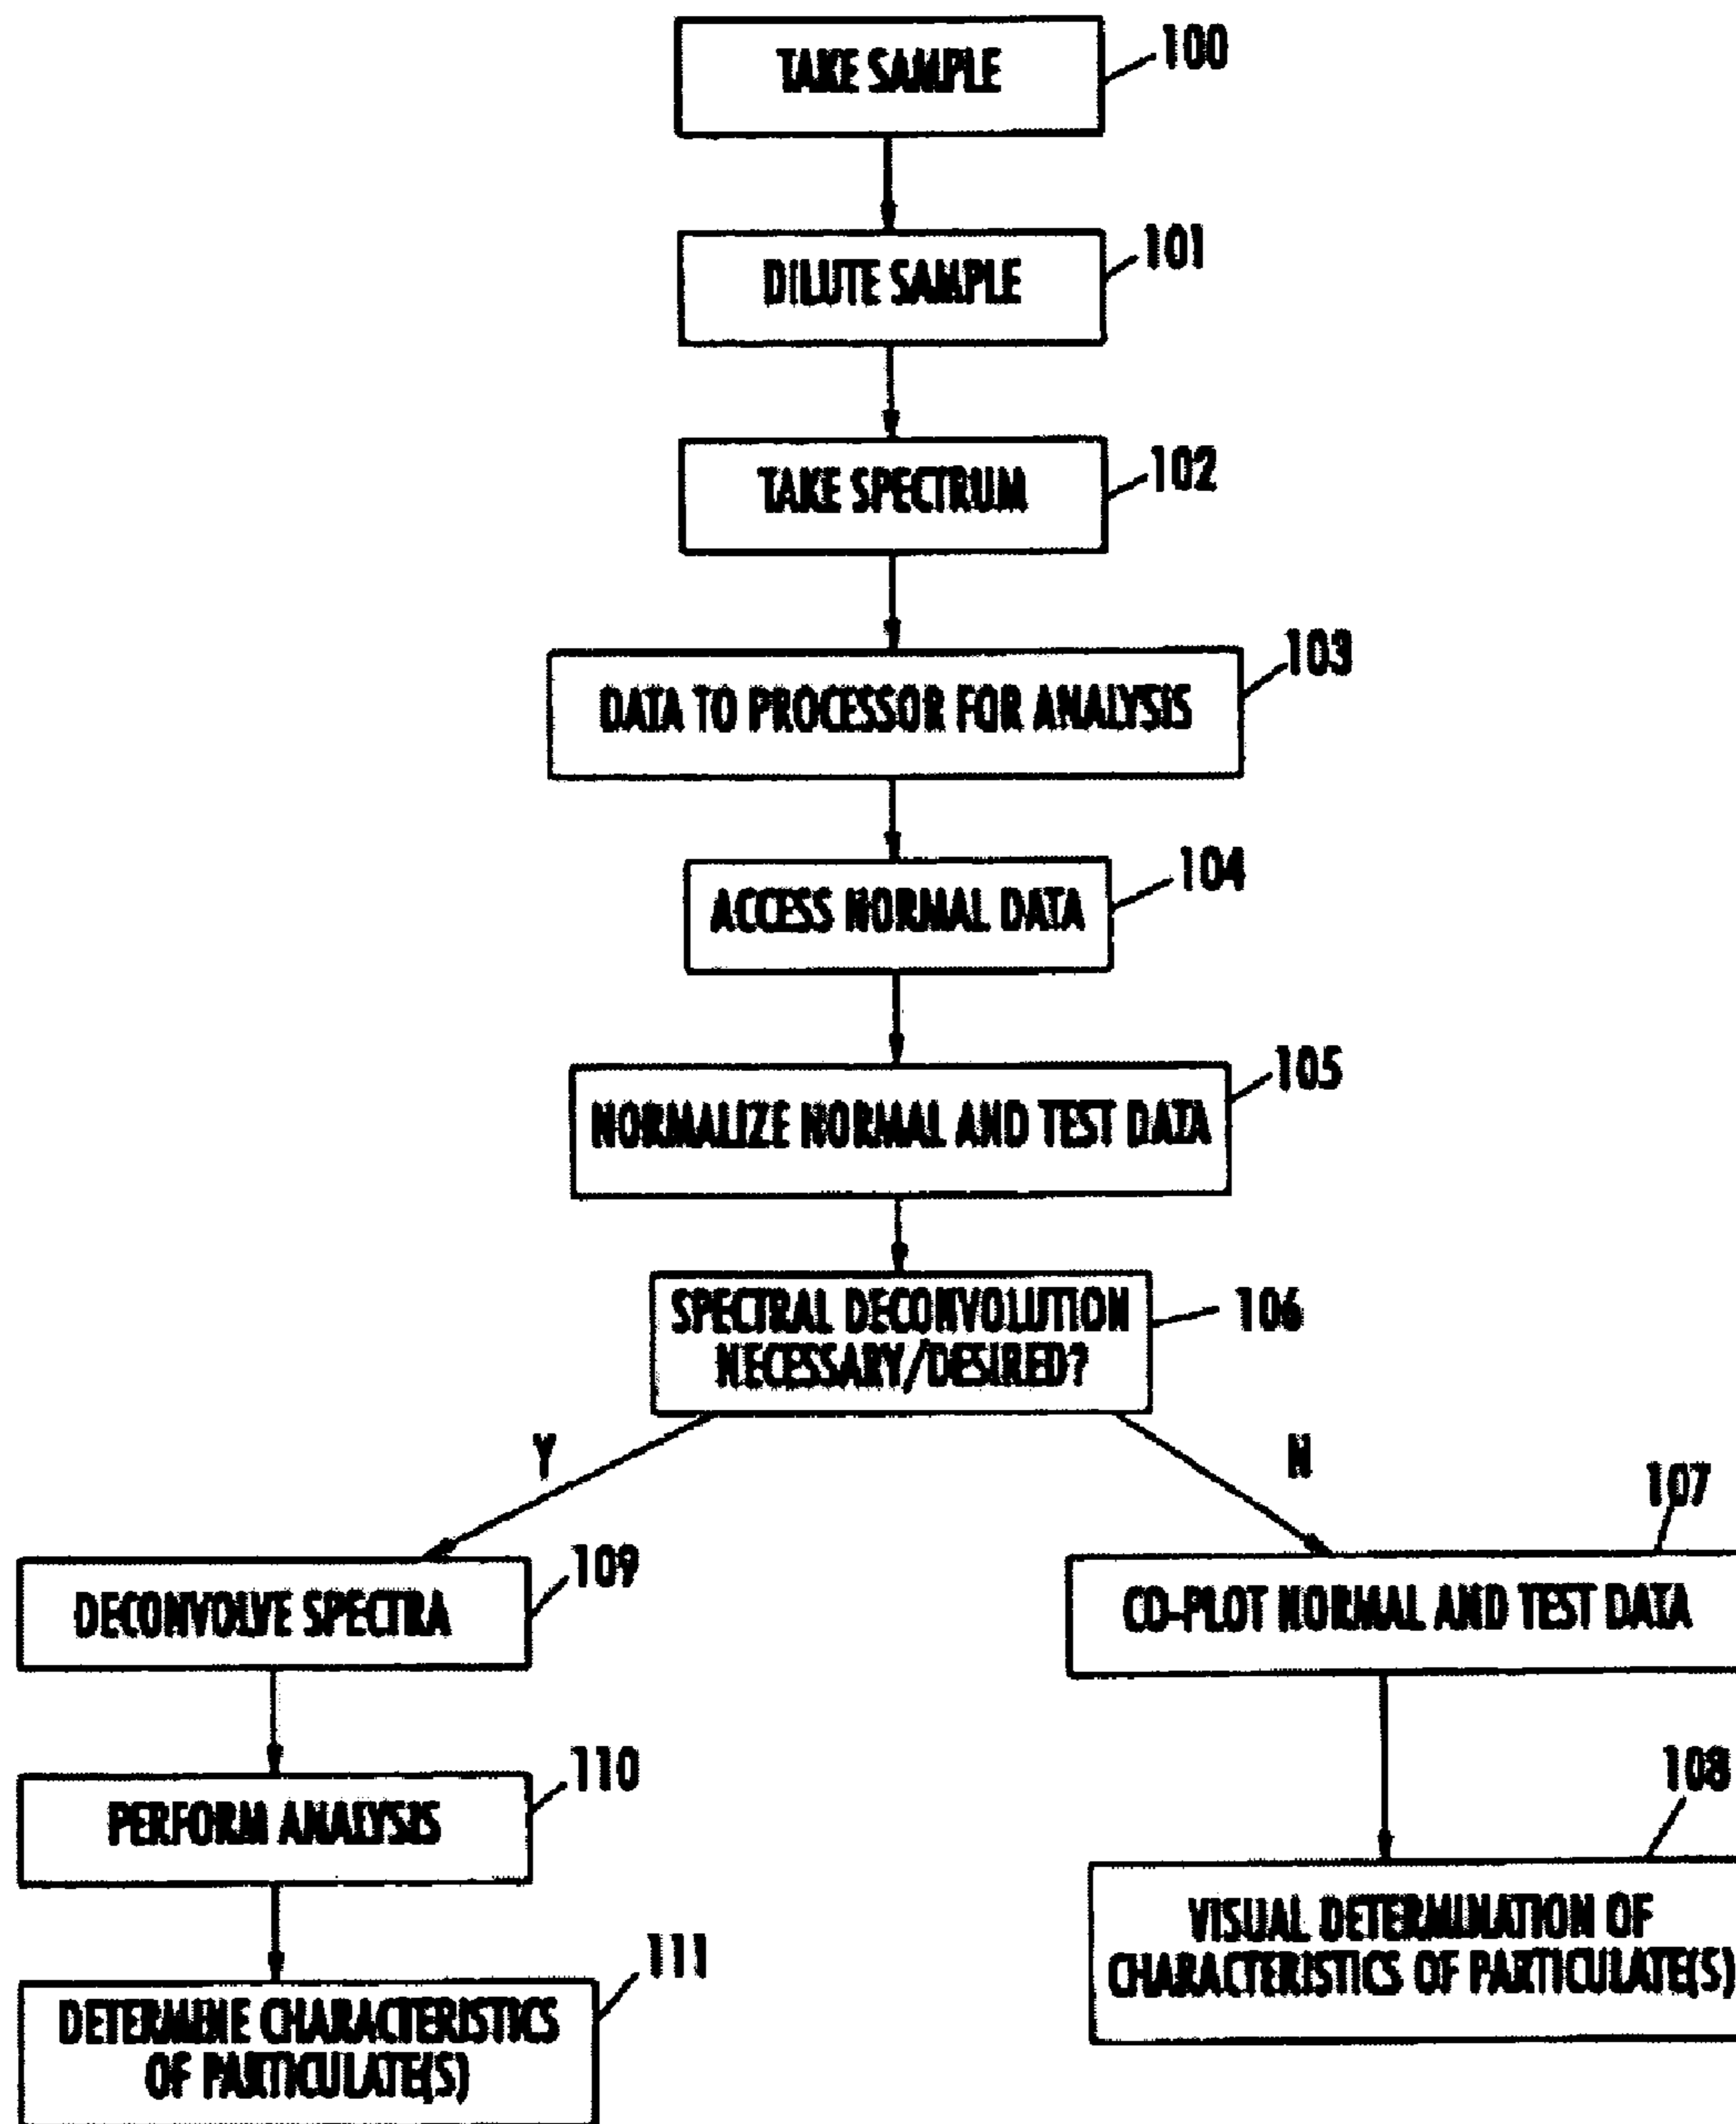 TAKE SAMPLE
100
DILUTE SAMPLE
101
TAKE SPECTRUM
102
DATA TO PROCESSOR FOR ANALYSIS
103
ACCESS NORMAL DATA
104
NORMALIZE NORMAL AND TEST DATA
105
SPECTRAL DECONVOLUTION
NECESSARY/DESIRED?
106
Y
N
DECONVOLVE SPECTRA
109
CO-PLOT NORMAL AND TEST DATA
107
PERFORM ANALYSIS
110
VISUAL DETERMINATION OF
CHARACTERISTICS OF PARTICULATE(S)
108
DETERMINE CHARACTERISTICS
OF PARTICULATE(S)
111